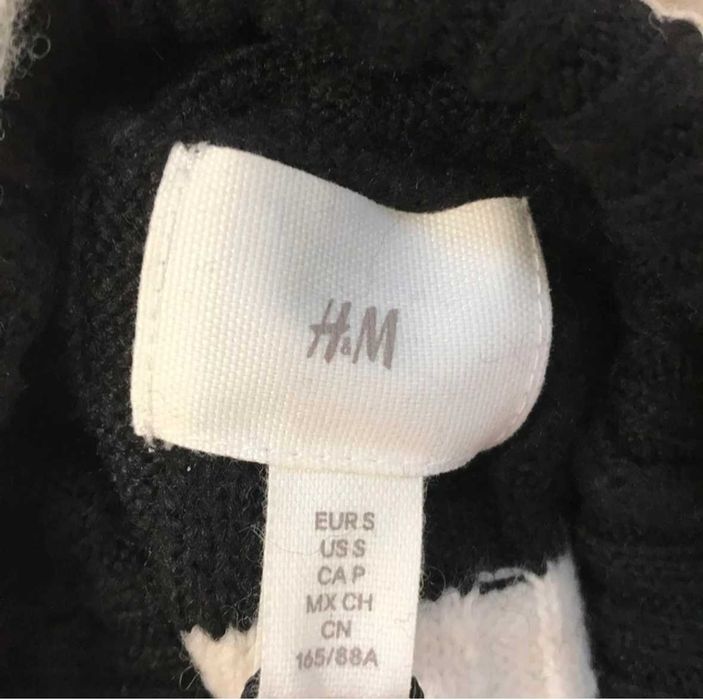 H&M
EUR S
US S
CA P
MX CH
CN
165/88A